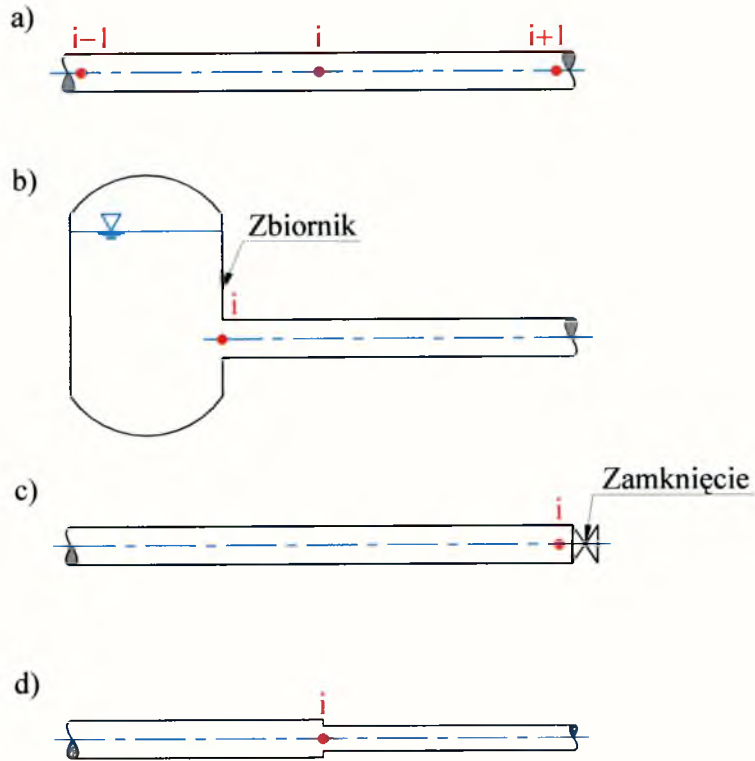 a)
i–1 i i+1
b)
Zbiornik
i
c)
Zamknięcie
i
d)
i